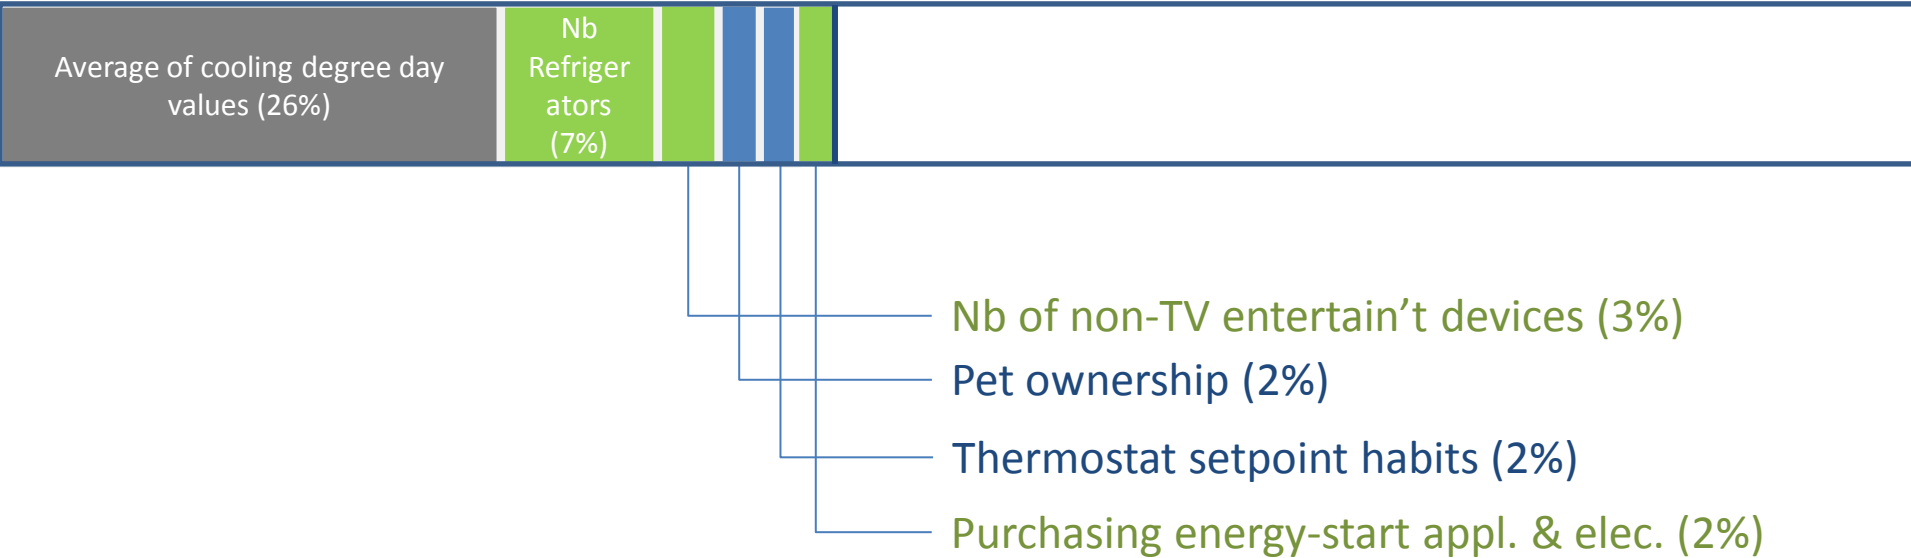 Average of cooling degree day
values (26%)
Nb
Refriger
ators
(7%)
Nb of non-TV entertain’t devices (3%)
Pet ownership (2%)
Thermostat setpoint habits (2%)
Purchasing energy-start appl. & elec. (2%)